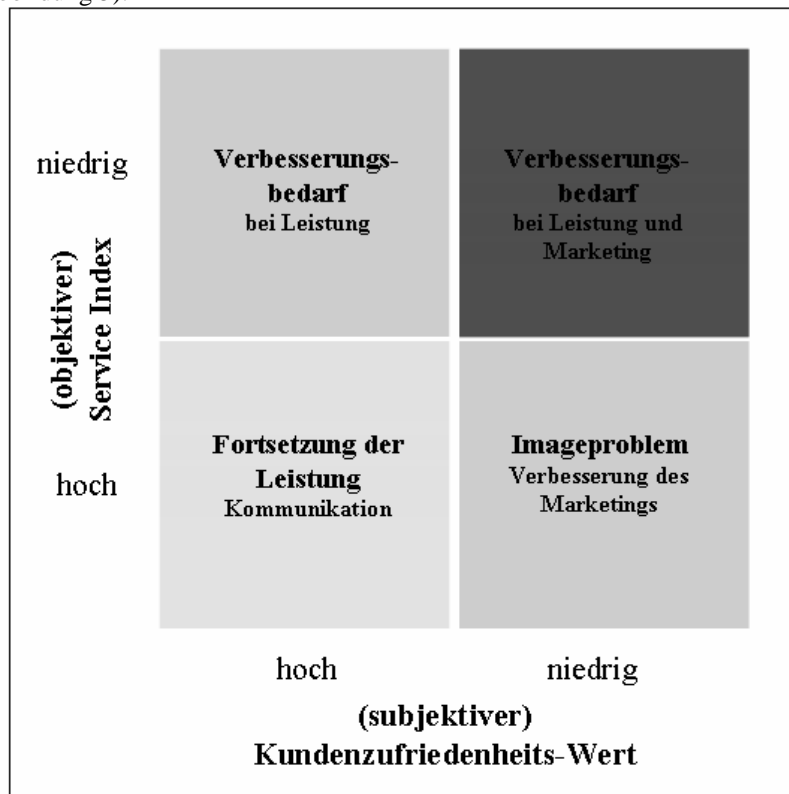 Verbesserungs-
bedarf
bei Leistung
Verbesserungs-
bedarf
bei Leistung und
Marketing
niedrig
(objektiver)
Service Index
hoch
Fortsetzung der
Leistung
Kommunikation
Imageproblem
Verbesserung des
Marketings
hoch
niedrig
(subjektiver)
Kundenzufriedenheits-Wert